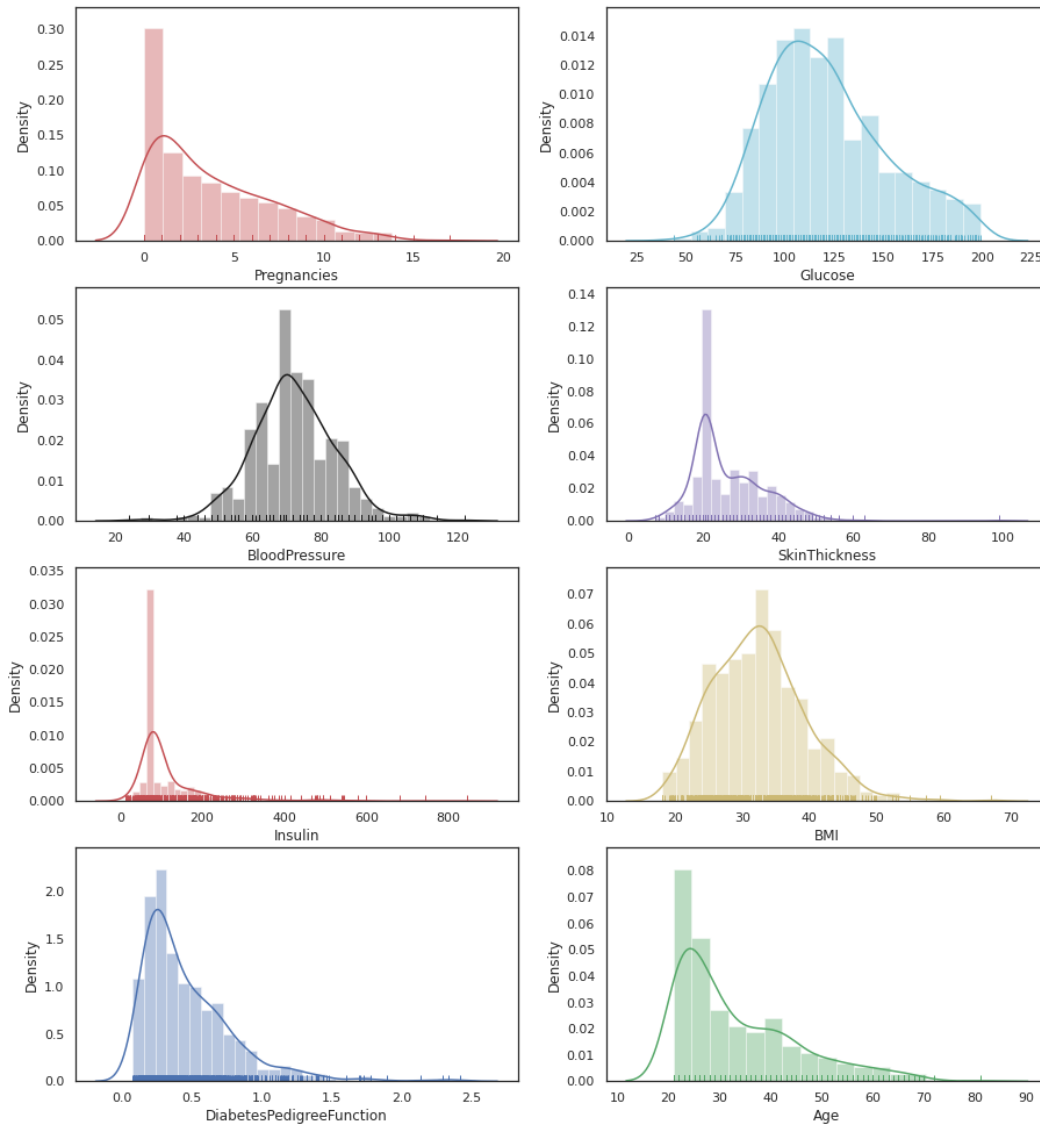 0.30
0.25
0.20
0.15
0.10
0.05
0.00
Density
0 5 10 15 20
Pregnancies
0.014
0.012
0.010
0.008
0.006
0.004
0.002
0.000
Density
25 50 75 100 125 150 175 200 225
Glucose
0.05
0.04
0.03
0.02
0.01
0.00
Density
20 40 60 80 100 120
BloodPressure
0.14
0.12
0.10
0.08
0.06
0.04
0.02
0.00
Density
0 20 40 60 80 100
SkinThickness
0.035
0.030
0.025
0.020
0.015
0.010
0.005
0.000
Density
0 200 400 600 800
Insulin
0.07
0.06
0.05
0.04
0.03
0.02
0.01
0.00
Density
10 20 30 40 50 60 70
BMI
2.0
1.5
1.0
0.5
0.0
Density
0.0 0.5 1.0 1.5 2.0 2.5
DiabetesPedigreeFunction
0.08
0.07
0.06
0.05
0.04
0.03
0.02
0.01
0.00
Density
10 20 30 40 50 60 70 80 90
Age